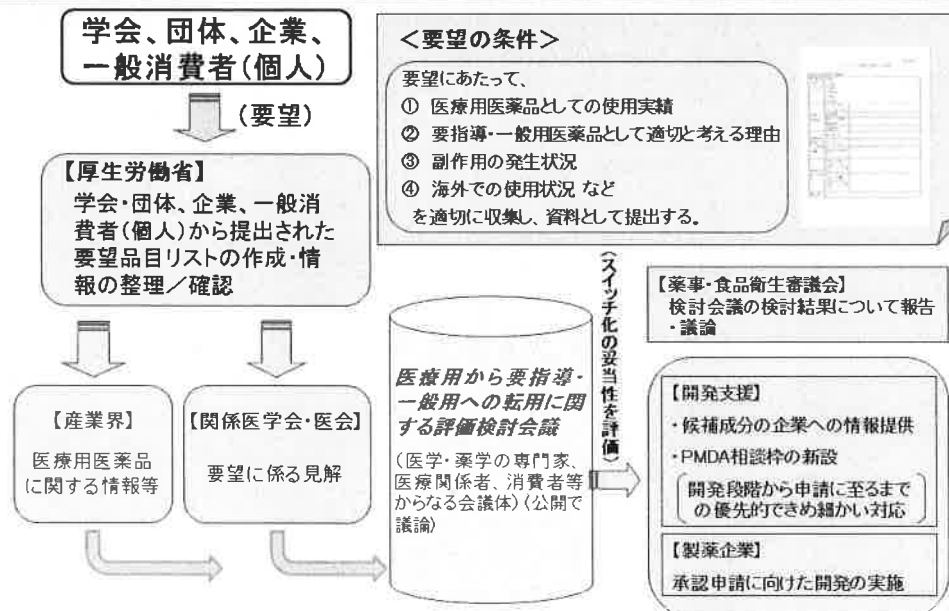 学会、団体、企業、
一般消費者(個人)
(要望)
【厚生労働省】
学会・団体、企業、一般消
費者(個人)から提出された
要望品目リストの作成・情
報の整理／確認
＜要望の条件＞
要望にあたって、
① 医療用医薬品としての使用実績
② 要指導・一般用医薬品として適切と考える理由
③ 副作用の発生状況
④ 海外での使用状況 など
を適切に収集し、資料として提出する。
【産業界】
医療用医薬品
に関する情報等
【関係医学会・医会】
要望に係る見解
医療用から要指導・
一般用への転用に関
する評価検討会議
(医学・薬学の専門家、
医療関係者、消費者等
からなる会議体)(公開で
議論)
(スイッチ化の妥当性を評価)
【薬事・食品衛生審議会】
検討会議の検討結果について報告
・議論
【開発支援】
・候補成分の企業への情報提供
・PMDA相談枠の新設
(開発段階から申請に至るまで
の優先的できめ細かい対応)
【製薬企業】
承認申請に向けた開発の実施